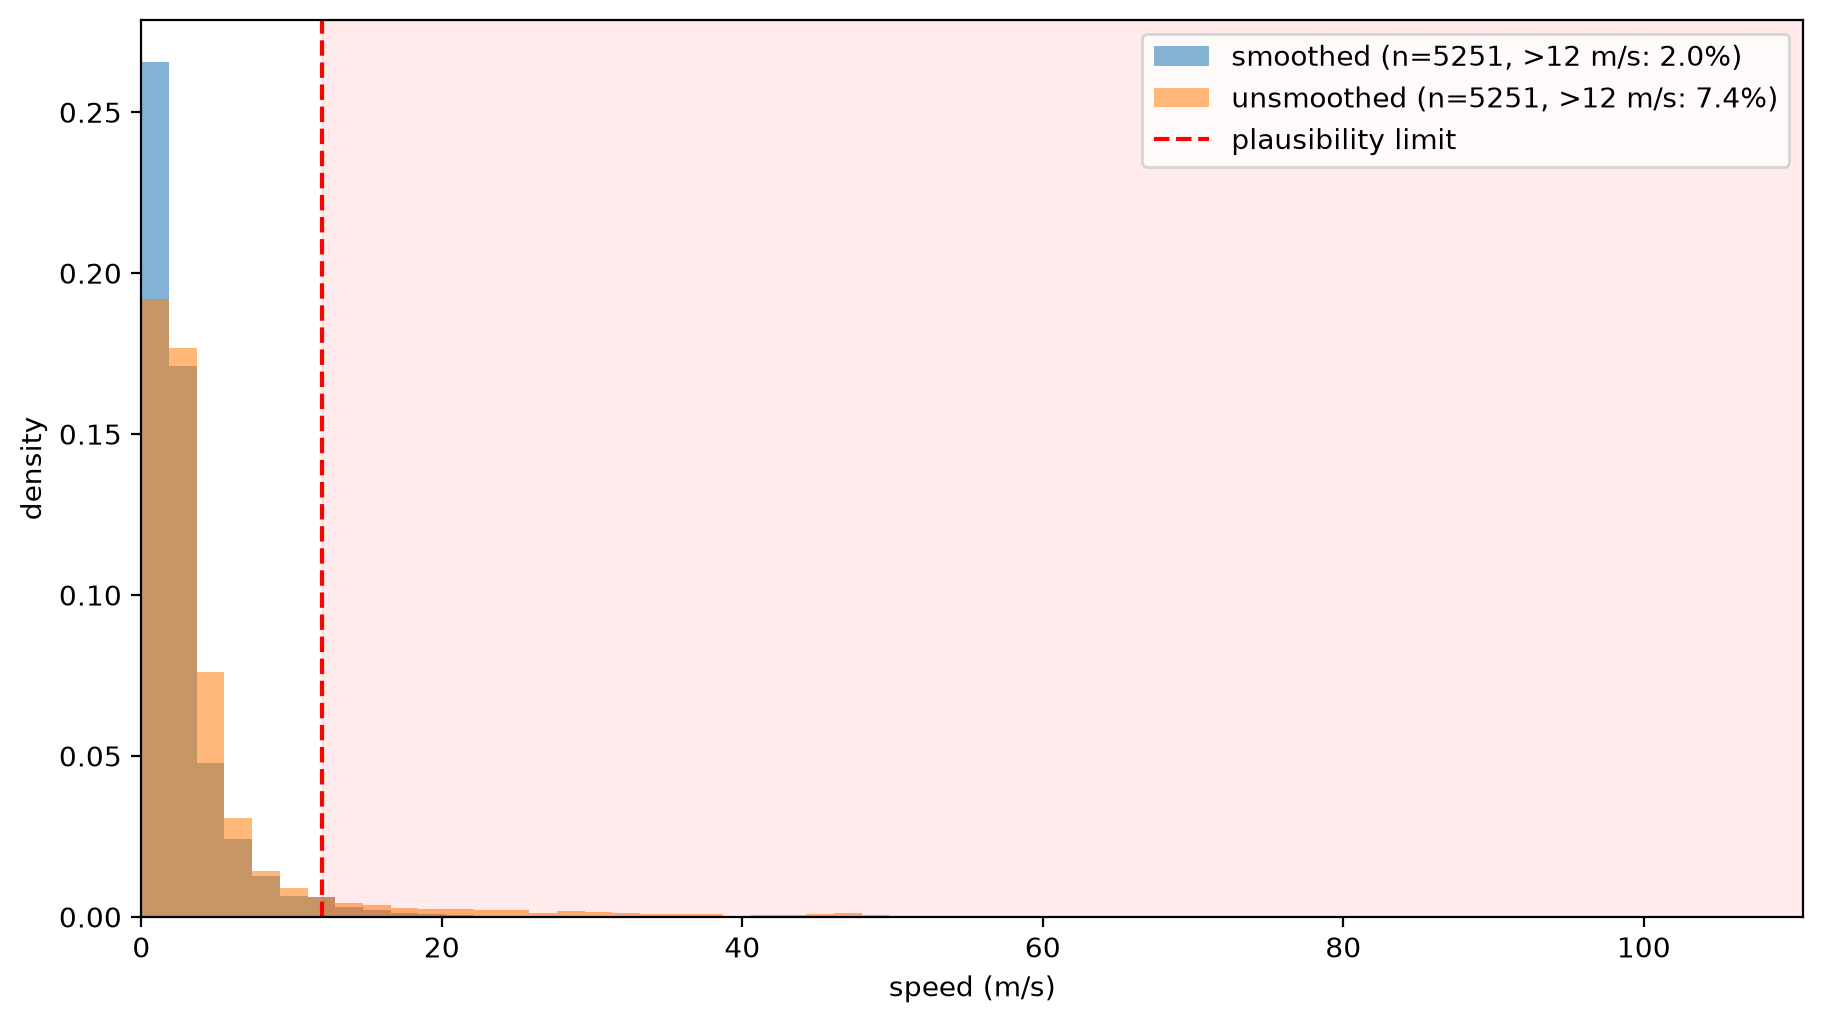 smoothed (n=5251, >12 m/s: 2.0%)
unsmoothed (n=5251, >12 m/s: 7.4%)
plausibility limit
density
0.25
0.20
0.15
0.10
0.05
0.00
0 20 40 60 80 100
speed (m/s)